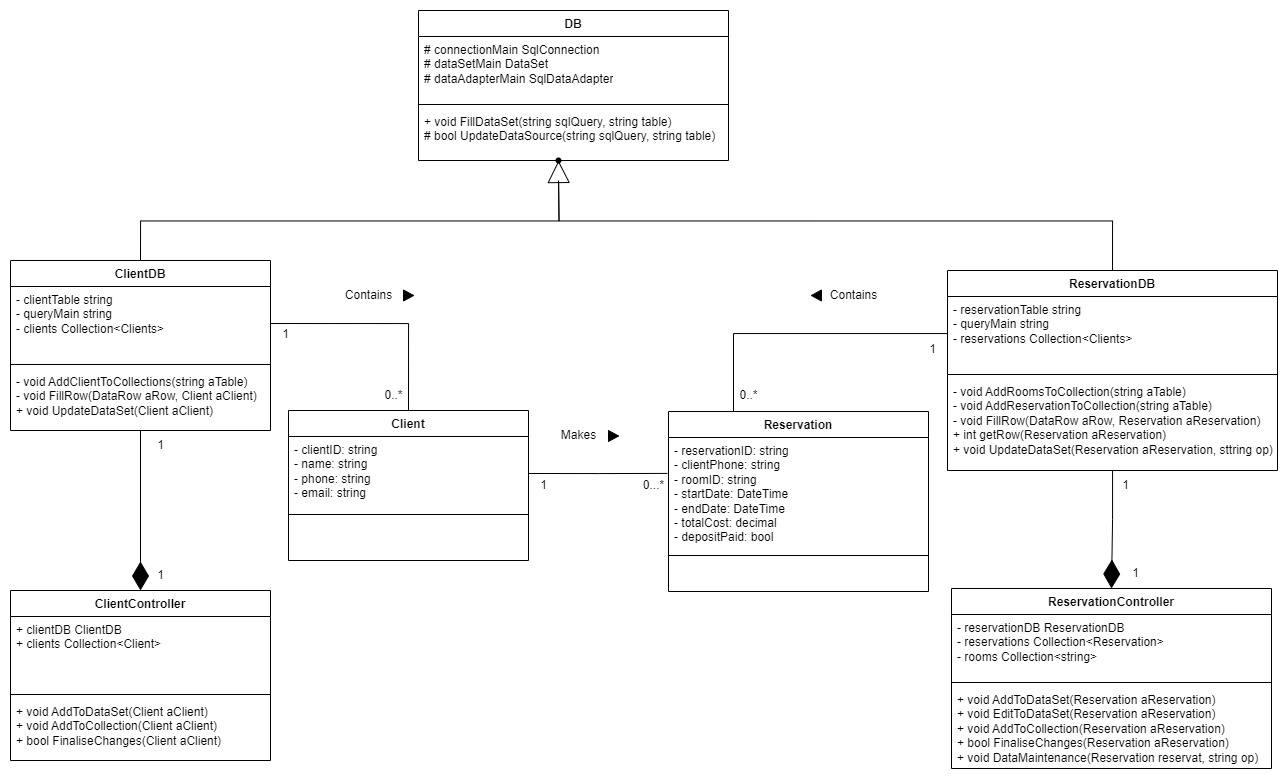 DB
# connectionMain SqlConnection
# dataSetMain DataSet
# dataAdapterMain SqlDataAdapter
+ void FillDataSet(string sqlQuery, string table)
# bool UpdateDataSource(string sqlQuery, string table)
ClientDB
- clientTable string
- queryMain string
- clients Collection<Clients>
- void AddClientToCollections(string aTable)
- void FillRow(DataRow aRow, Client aClient)
+ void UpdateDataSet(Client aClient)
Contains
1
0..*
Contains
1
0..*
ReservationDB
- reservationTable string
- queryMain string
- reservations Collection<Clients>
- void AddRoomsToCollection(string aTable)
- void AddReservationToCollection(string aTable)
- void FillRow(DataRow aRow, Reservation aReservation)
+ int getRow(Reservation aReservation)
+ void UpdateDataSet(Reservation aReservation, sttring op)
Client
- clientID: string
- name: string
- phone: string
- email: string
Makes
1
0...*
Reservation
- reservationID: string
- clientPhone: string
- roomID: string
- startDate: DateTime
- endDate: DateTime
- totalCost: decimal
- depositPaid: bool
1
1
ClientController
+ clientDB ClientDB
+ clients Collection<Client>
+ void AddToDataSet(Client aClient)
+ void AddToCollection(Client aClient)
+ bool FinaliseChanges(Client aClient)
1
1
ReservationController
- reservationDB ReservationDB
- reservations Collection<Reservation>
- rooms Collection<string>
+ void AddToDataSet(Reservation aReservation)
+ void EditToDataSet(Reservation aReservation)
+ void AddToCollection(Reservation aReservation)
+ bool FinaliseChanges(Reservation aReservation)
+ void DataMaintenance(Reservation reservat, string op)